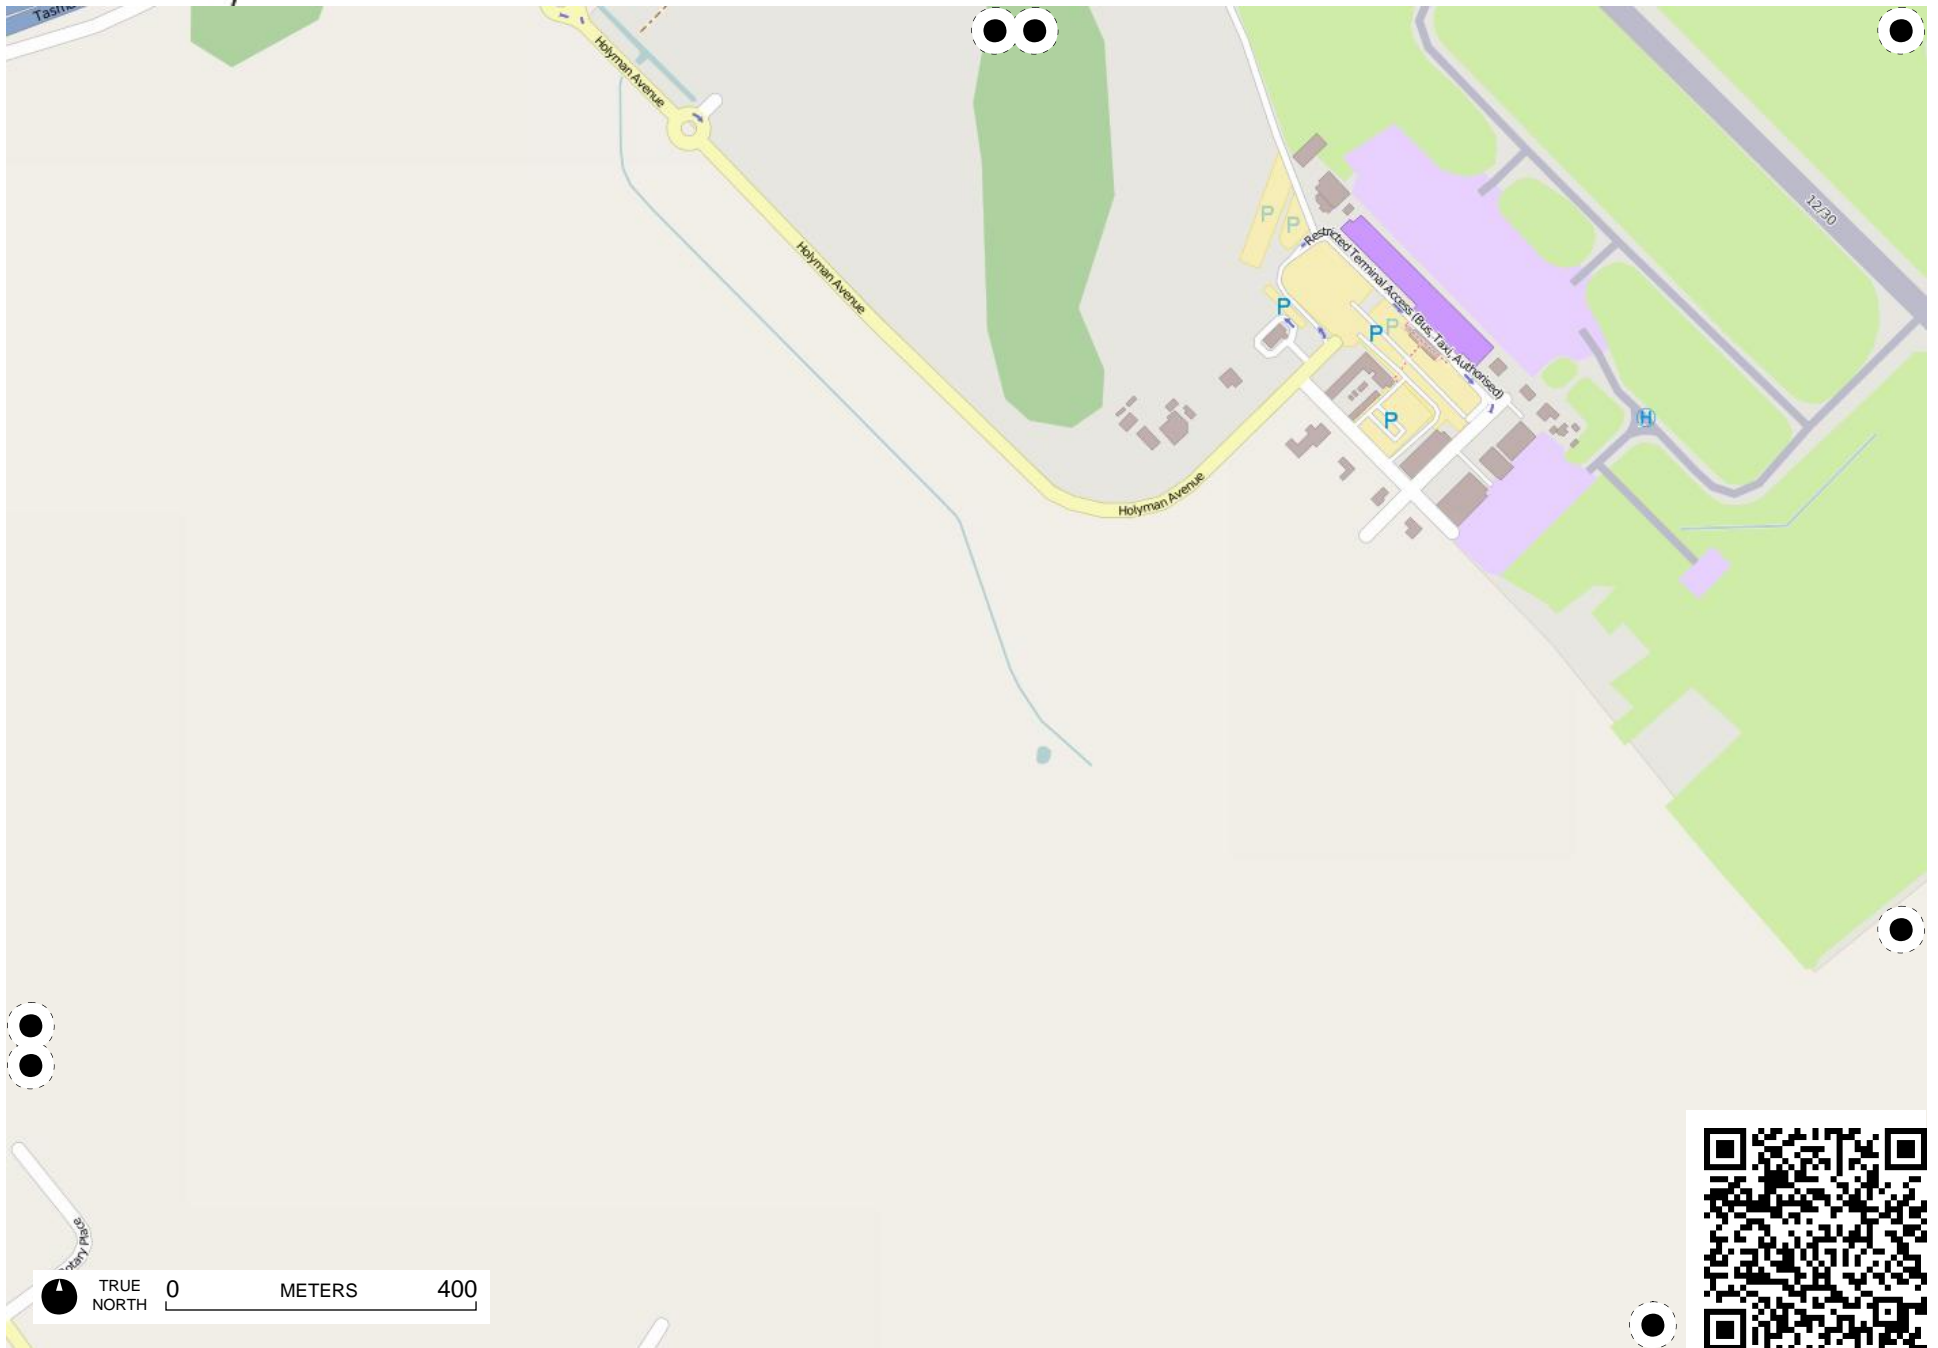 Holyman Avenue
12/30
P
P
Holyman Avenue
Restricted Terminal Access (Bus, Taxi, Authorised)
P
P
P
P
H
Holyman Avenue
TRUE
NORTH
0 METERS 400